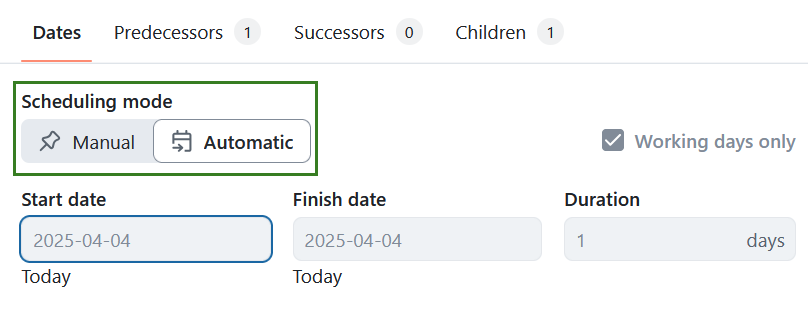 Dates Predecessors 1 Successors 0 Children 1
Scheduling mode
Manual Automatic Working days only
Start date Finish date Duration
2025-04-04 2025-04-04 1 days
Today Today